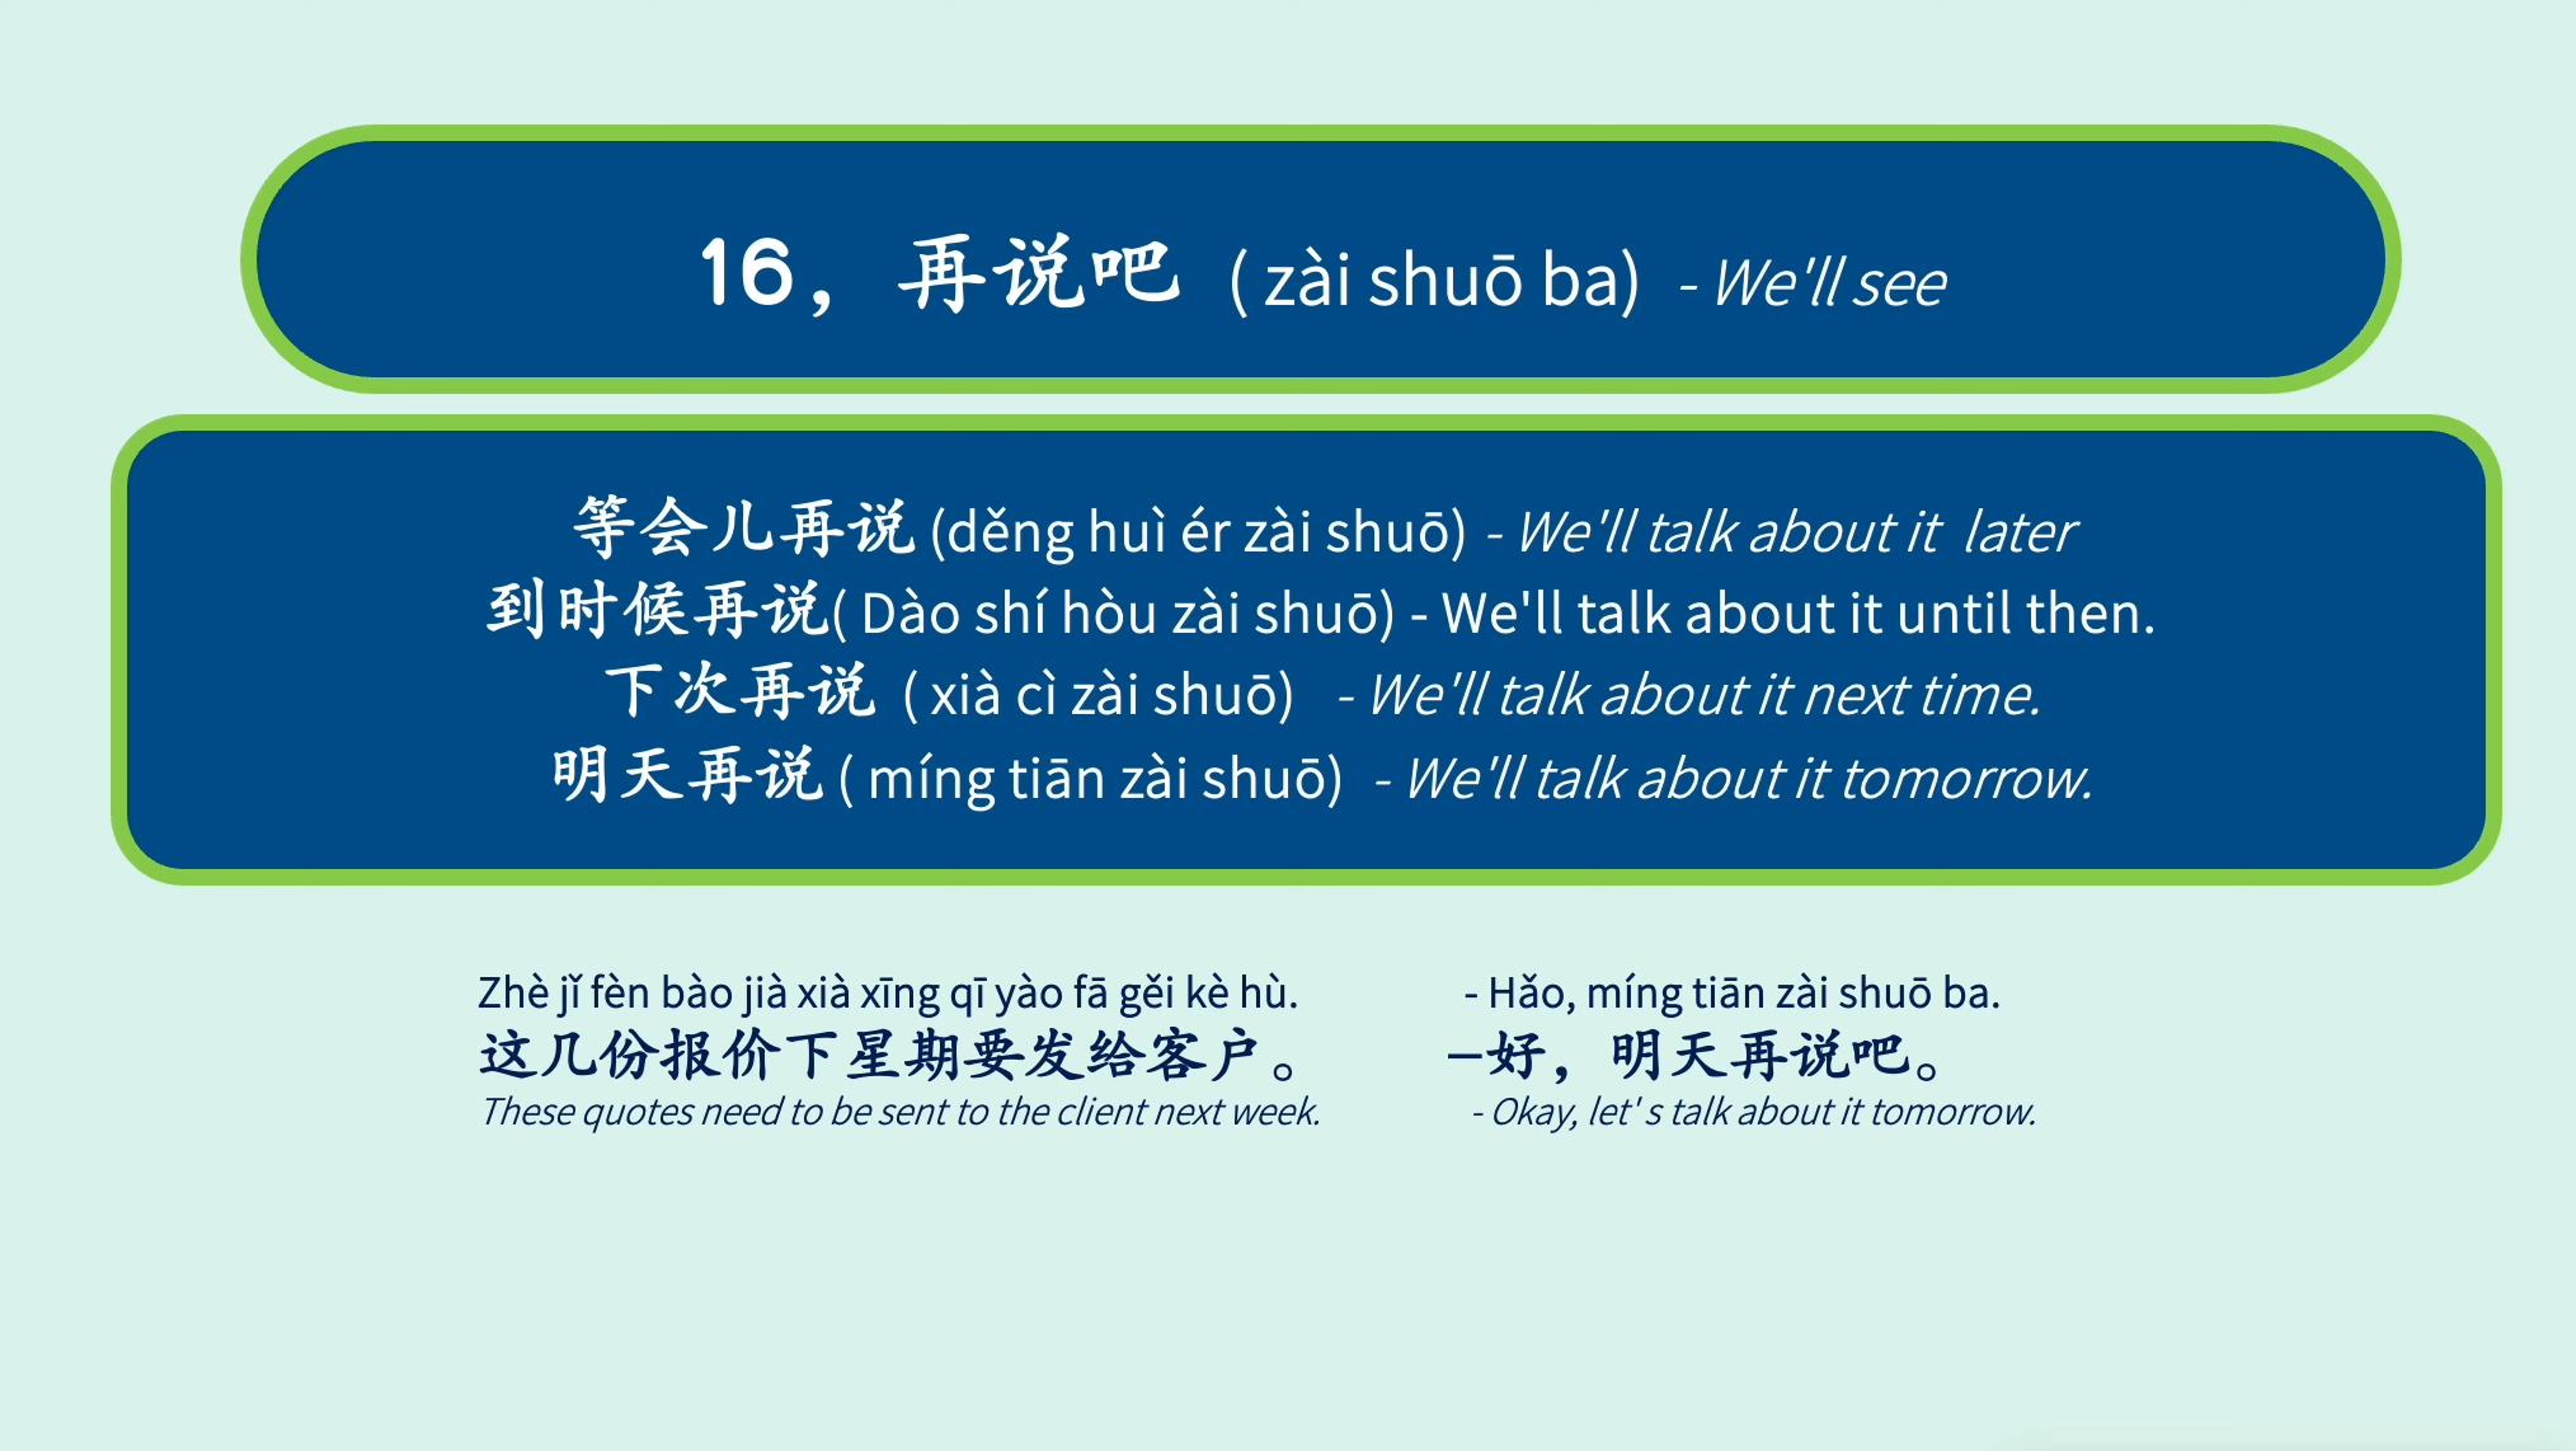 16，再说吧 ( zài shuō ba) - We'll see
等会儿再说 (děng huì ér zài shuō) - We'll talk about it later
到时候再说( Dào shí hòu zài shuō) - We'll talk about it until then.
下次再说 ( xià cì zài shuō) - We'll talk about it next time.
明天再说 ( míng tiān zài shuō) - We'll talk about it tomorrow.
Zhè jǐ fèn bào jià xià xīng qī yào fā gěi kè hù.
这几份报价下星期要发给客户。
These quotes need to be sent to the client next week.
- Hǎo, míng tiān zài shuō ba.
–好，明天再说吧。
- Okay, let's talk about it tomorrow.